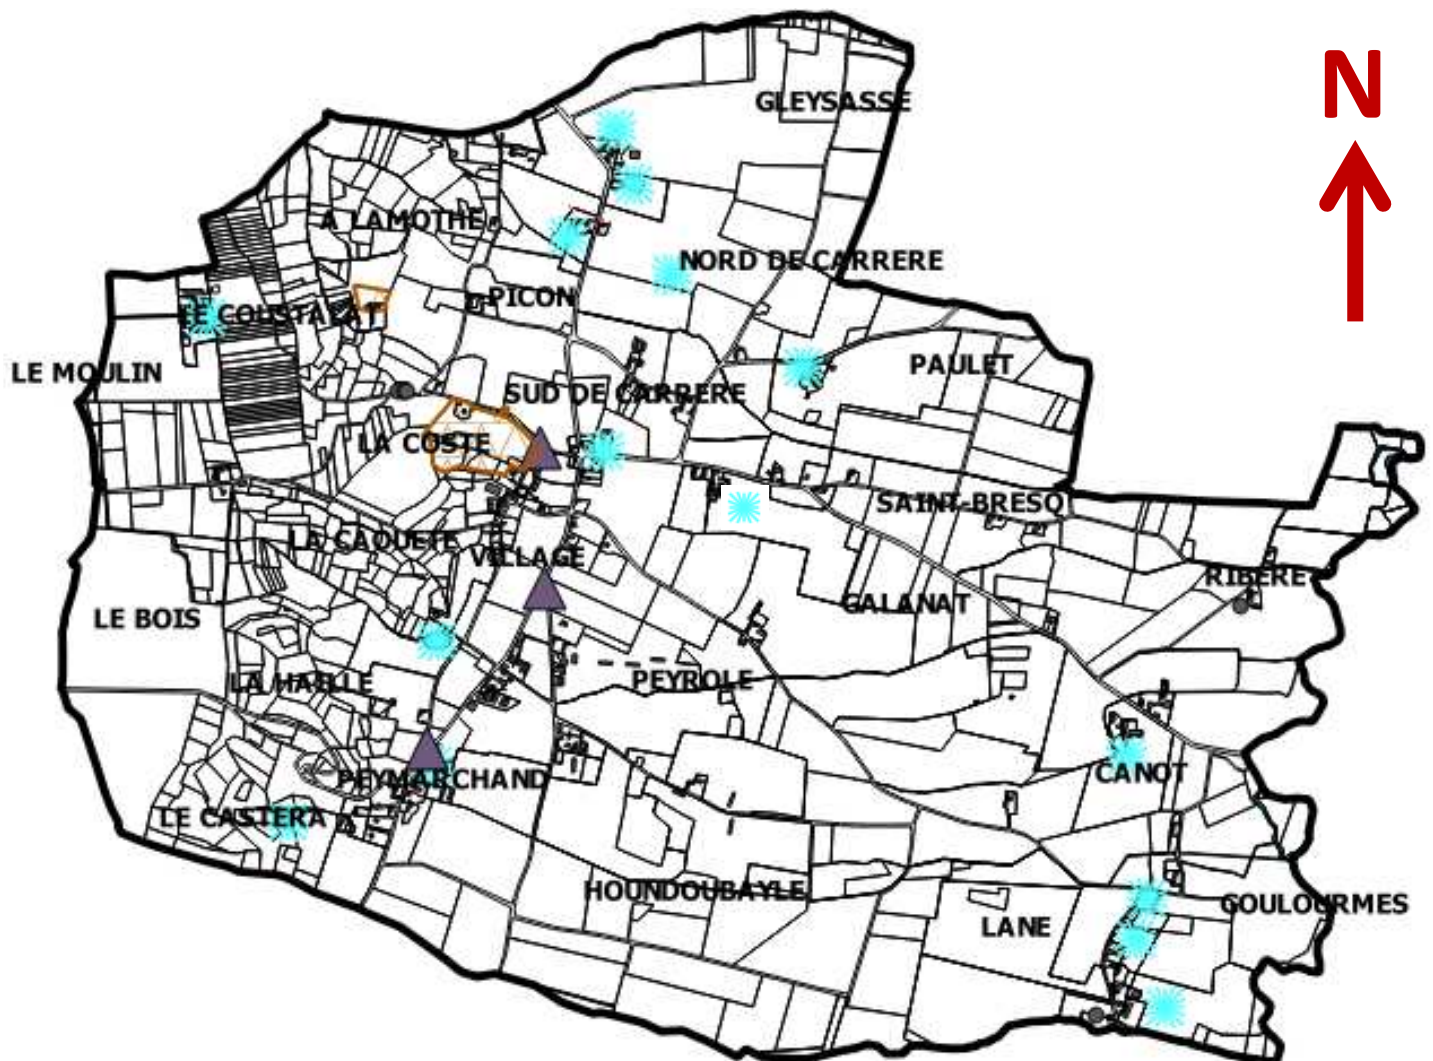 N
GLEYSASSE
A LAMOTHE
NORD DE CARRERE
PICON
LE COUSTALAT
LE MOULIN
PAULET
SUD DE CARRERE
LA COSTE
SAINT-BRESQ
LA CAOUETE
VILLAGE
RIBERE
GALANAT
LE BOIS
PEYROLE
LA HAILLE
CANOT
PEYMARCHAND
LE CASTERA
HOUNDOUBAYLE
GOULOURMES
LANE